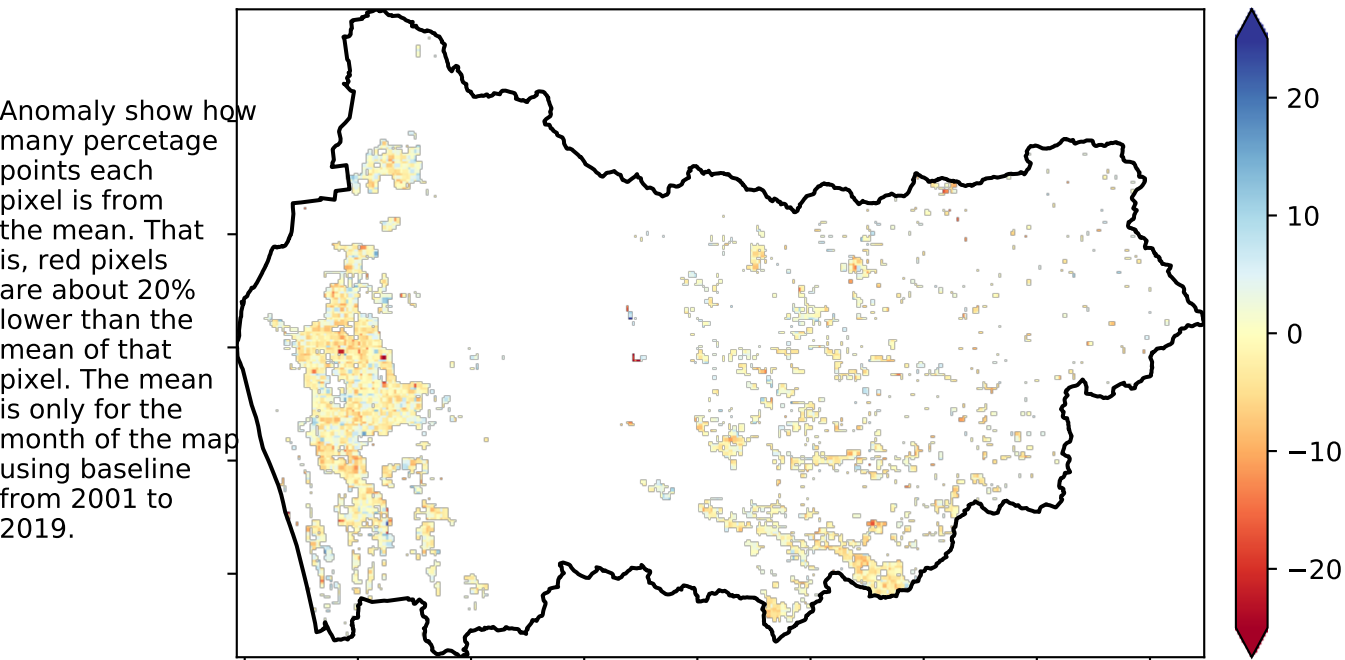 Anomaly show how
many percetage
points each
pixel is from
the mean. That
is, red pixels
are about 20%
lower than the
mean of that
pixel. The mean
is only for the
month of the map
using baseline
from 2001 to
2019.
20
10
0
−10
−20